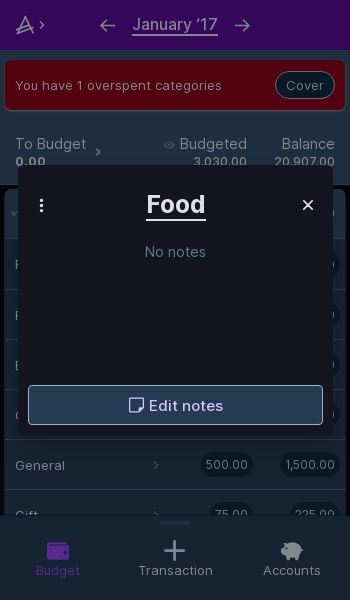 January ‘17
You have 1 overspent categories Cover
To Budget Budgeted Balance
0.00 3,030.00 20,907.00
Food
No notes
Edit notes
General 500.00 1,500.00
Gift 75.00 225.00
Budget Transaction Accounts